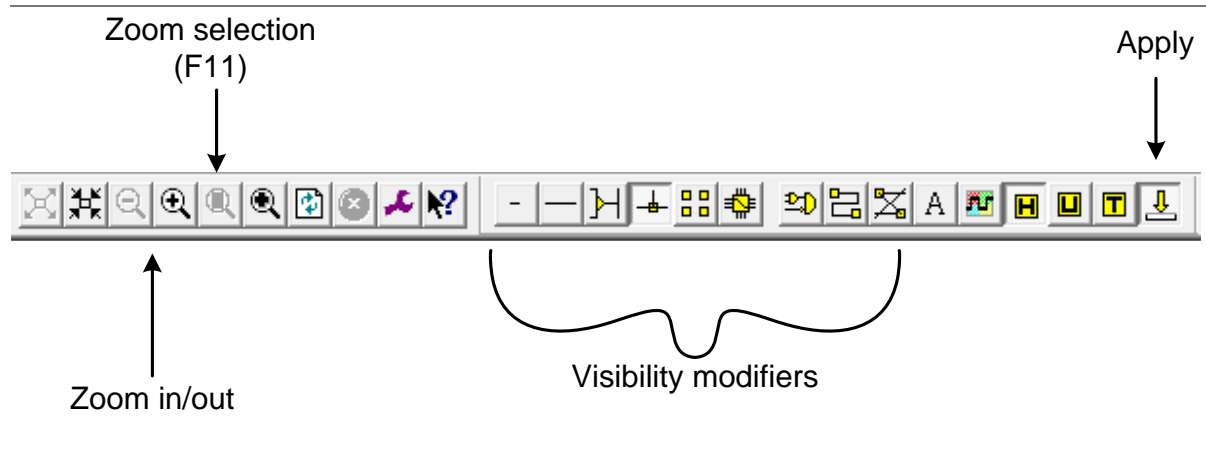 Zoom selection
(F11)
Apply
? A H U T
Zoom in/out
Visibility modifiers